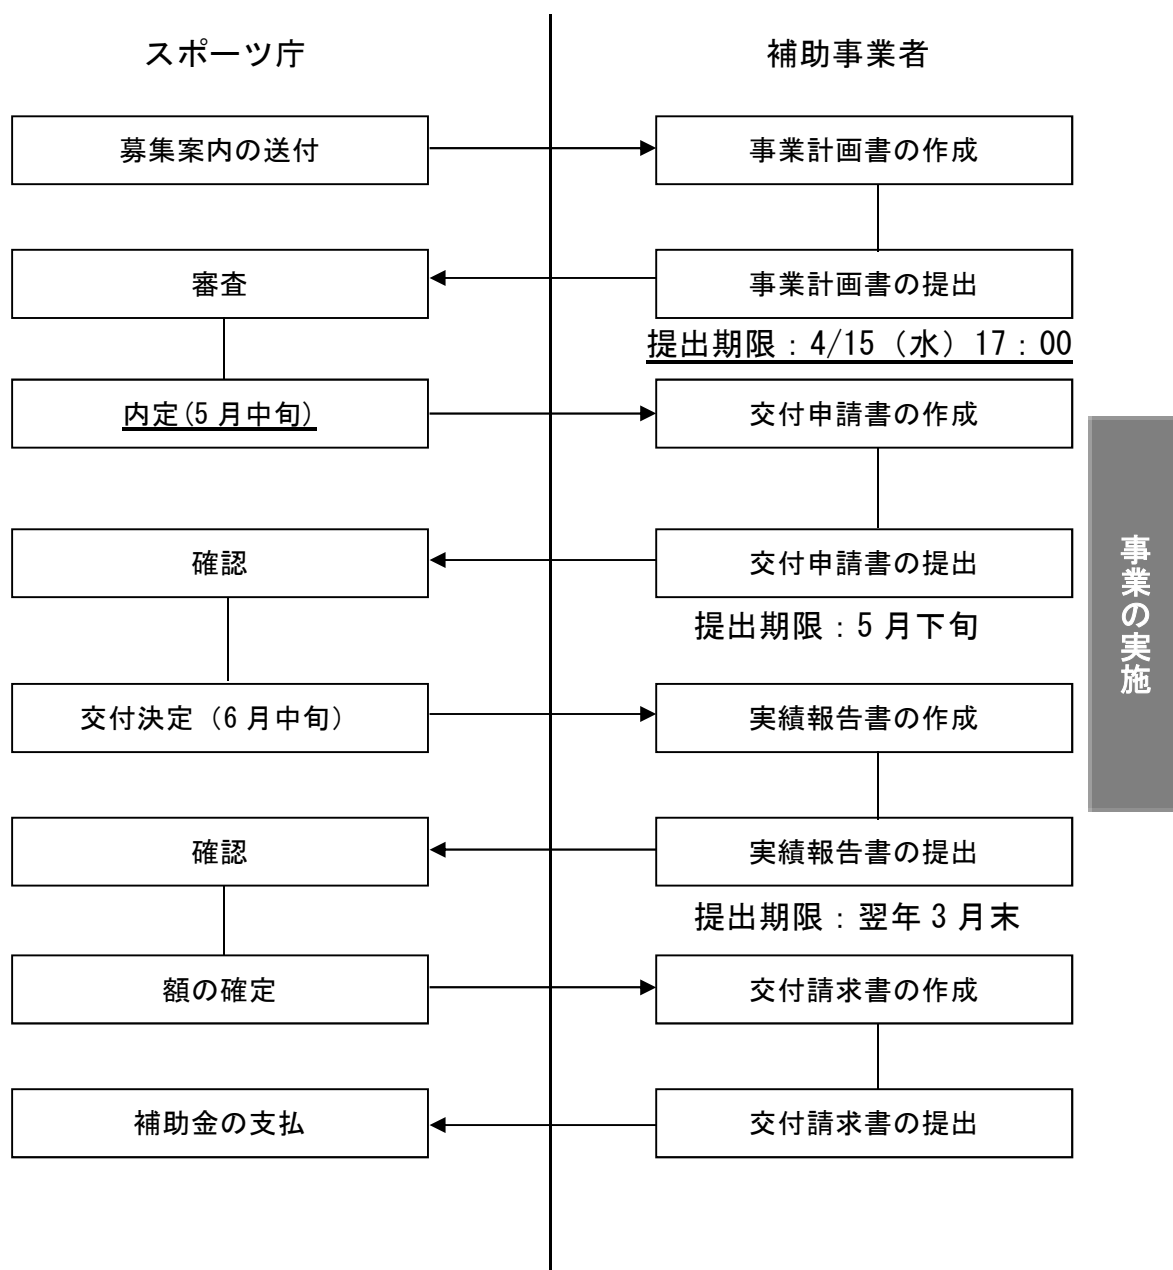 スポーツ庁
補助事業者
募集案内の送付
事業計画書の作成
審査
事業計画書の提出
提出期限：4/15（水）17：00
内定(5 月中旬)
交付申請書の作成
確認
交付申請書の提出
提出期限：5 月下旬
交付決定（6 月中旬）
実績報告書の作成
確認
実績報告書の提出
提出期限：翌年 3 月末
額の確定
交付請求書の作成
補助金の支払
交付請求書の提出
事業の実施